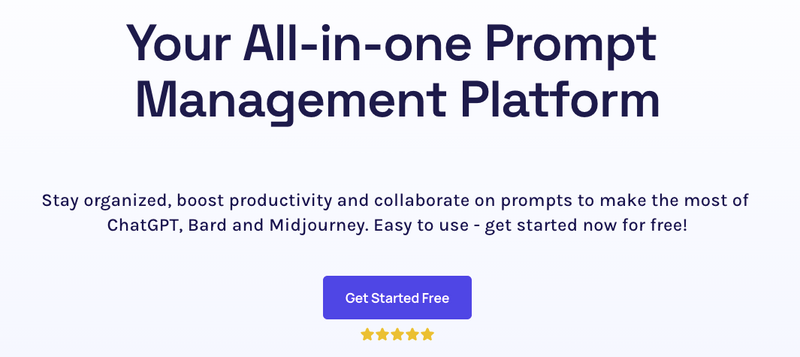 Your All-in-one Prompt
Management Platform
Stay organized, boost productivity and collaborate on prompts to make the most of
ChatGPT, Bard and Midjourney. Easy to use - get started now for free!
Get Started Free